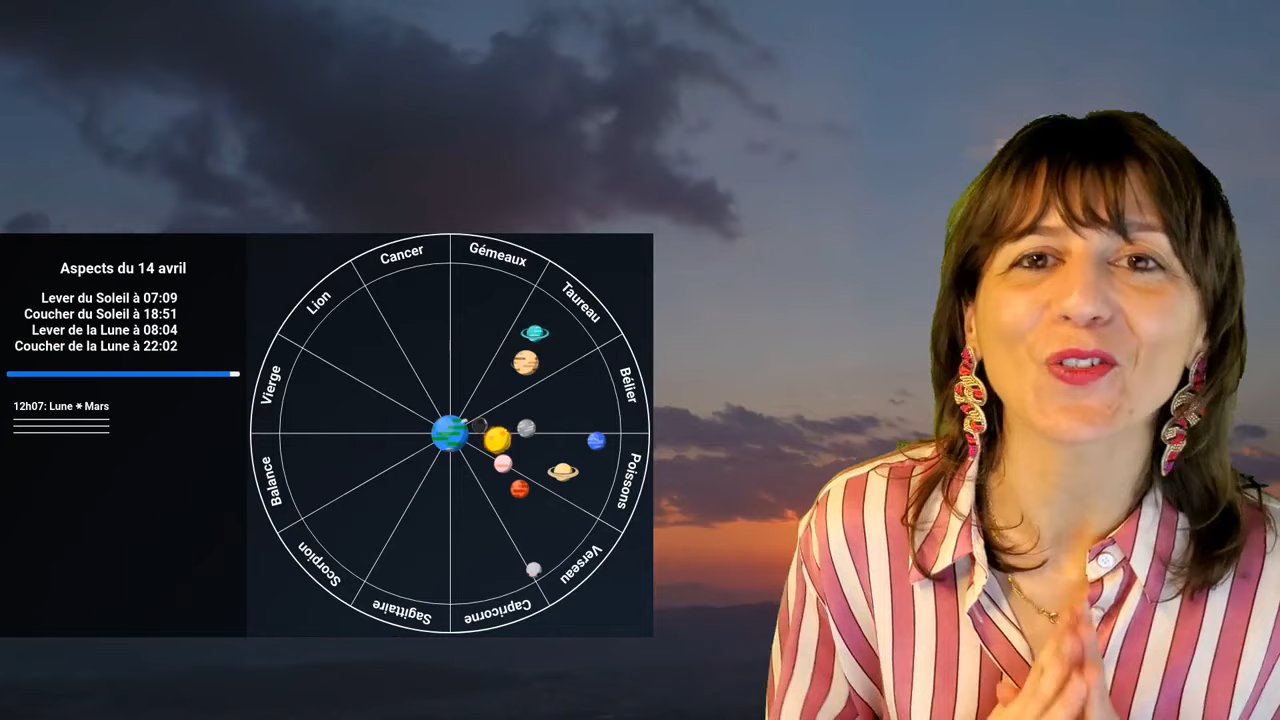 Aspects du 14 avril
Lever du Soleil à 07:09
Coucher du Soleil à 18:51
Lever de la Lune à 08:04
Coucher de la Lune à 22:02
12h07: Lune ⚹ Mars
Cancer
Gémeaux
Lion
Taureau
Vierge
Bélier
Balance
Poissons
Scorpion
Verseau
Sagittaire
Capricorne